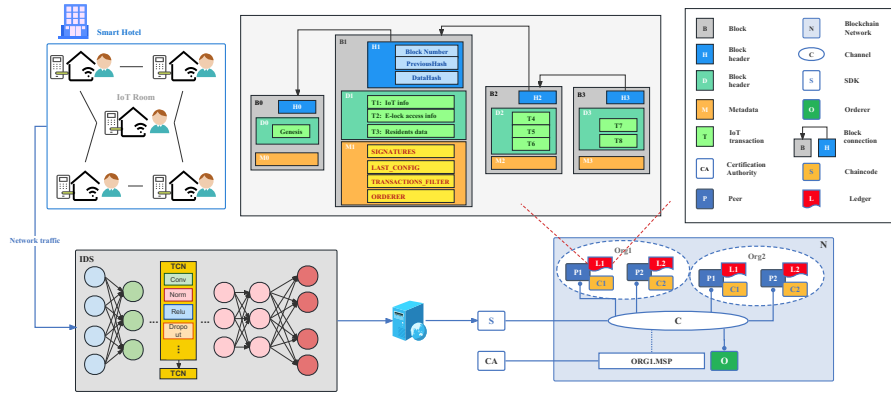 Smart Hotel
IoT Room
Network traffic
B0
H0
D0
Genesis
M0
B1
H1
Block Number
PreviousHash
DataHash
D1
T1: IoT info
T2: E-lock access info
T3: Residents data
M1
SIGNATURES
LAST_CONFIG
TRANSACTIONS_FILTER
ORDERER
B2
H2
D2
T4
T5
T6
M2
B3
H3
D3
T7
T8
M3
B
Block
N
Blockchain
Network
H
Block
header
C
Channel
D
Block
header
S
SDK
M
Metadata
O
Orderer
T
IoT
transaction
B
H
Block
connection
CA
Certification
Authority
S
Chaincode
P
Peer
L
Ledger
IDS
TCN
Conv
Norm
Relu
Dropo
ut
...
...
TCN
S
CA
N
Org1
P1
L1
C1
P2
L2
C2
Org2
P1
L1
C1
P2
L2
C2
C
ORG1.MSP
O